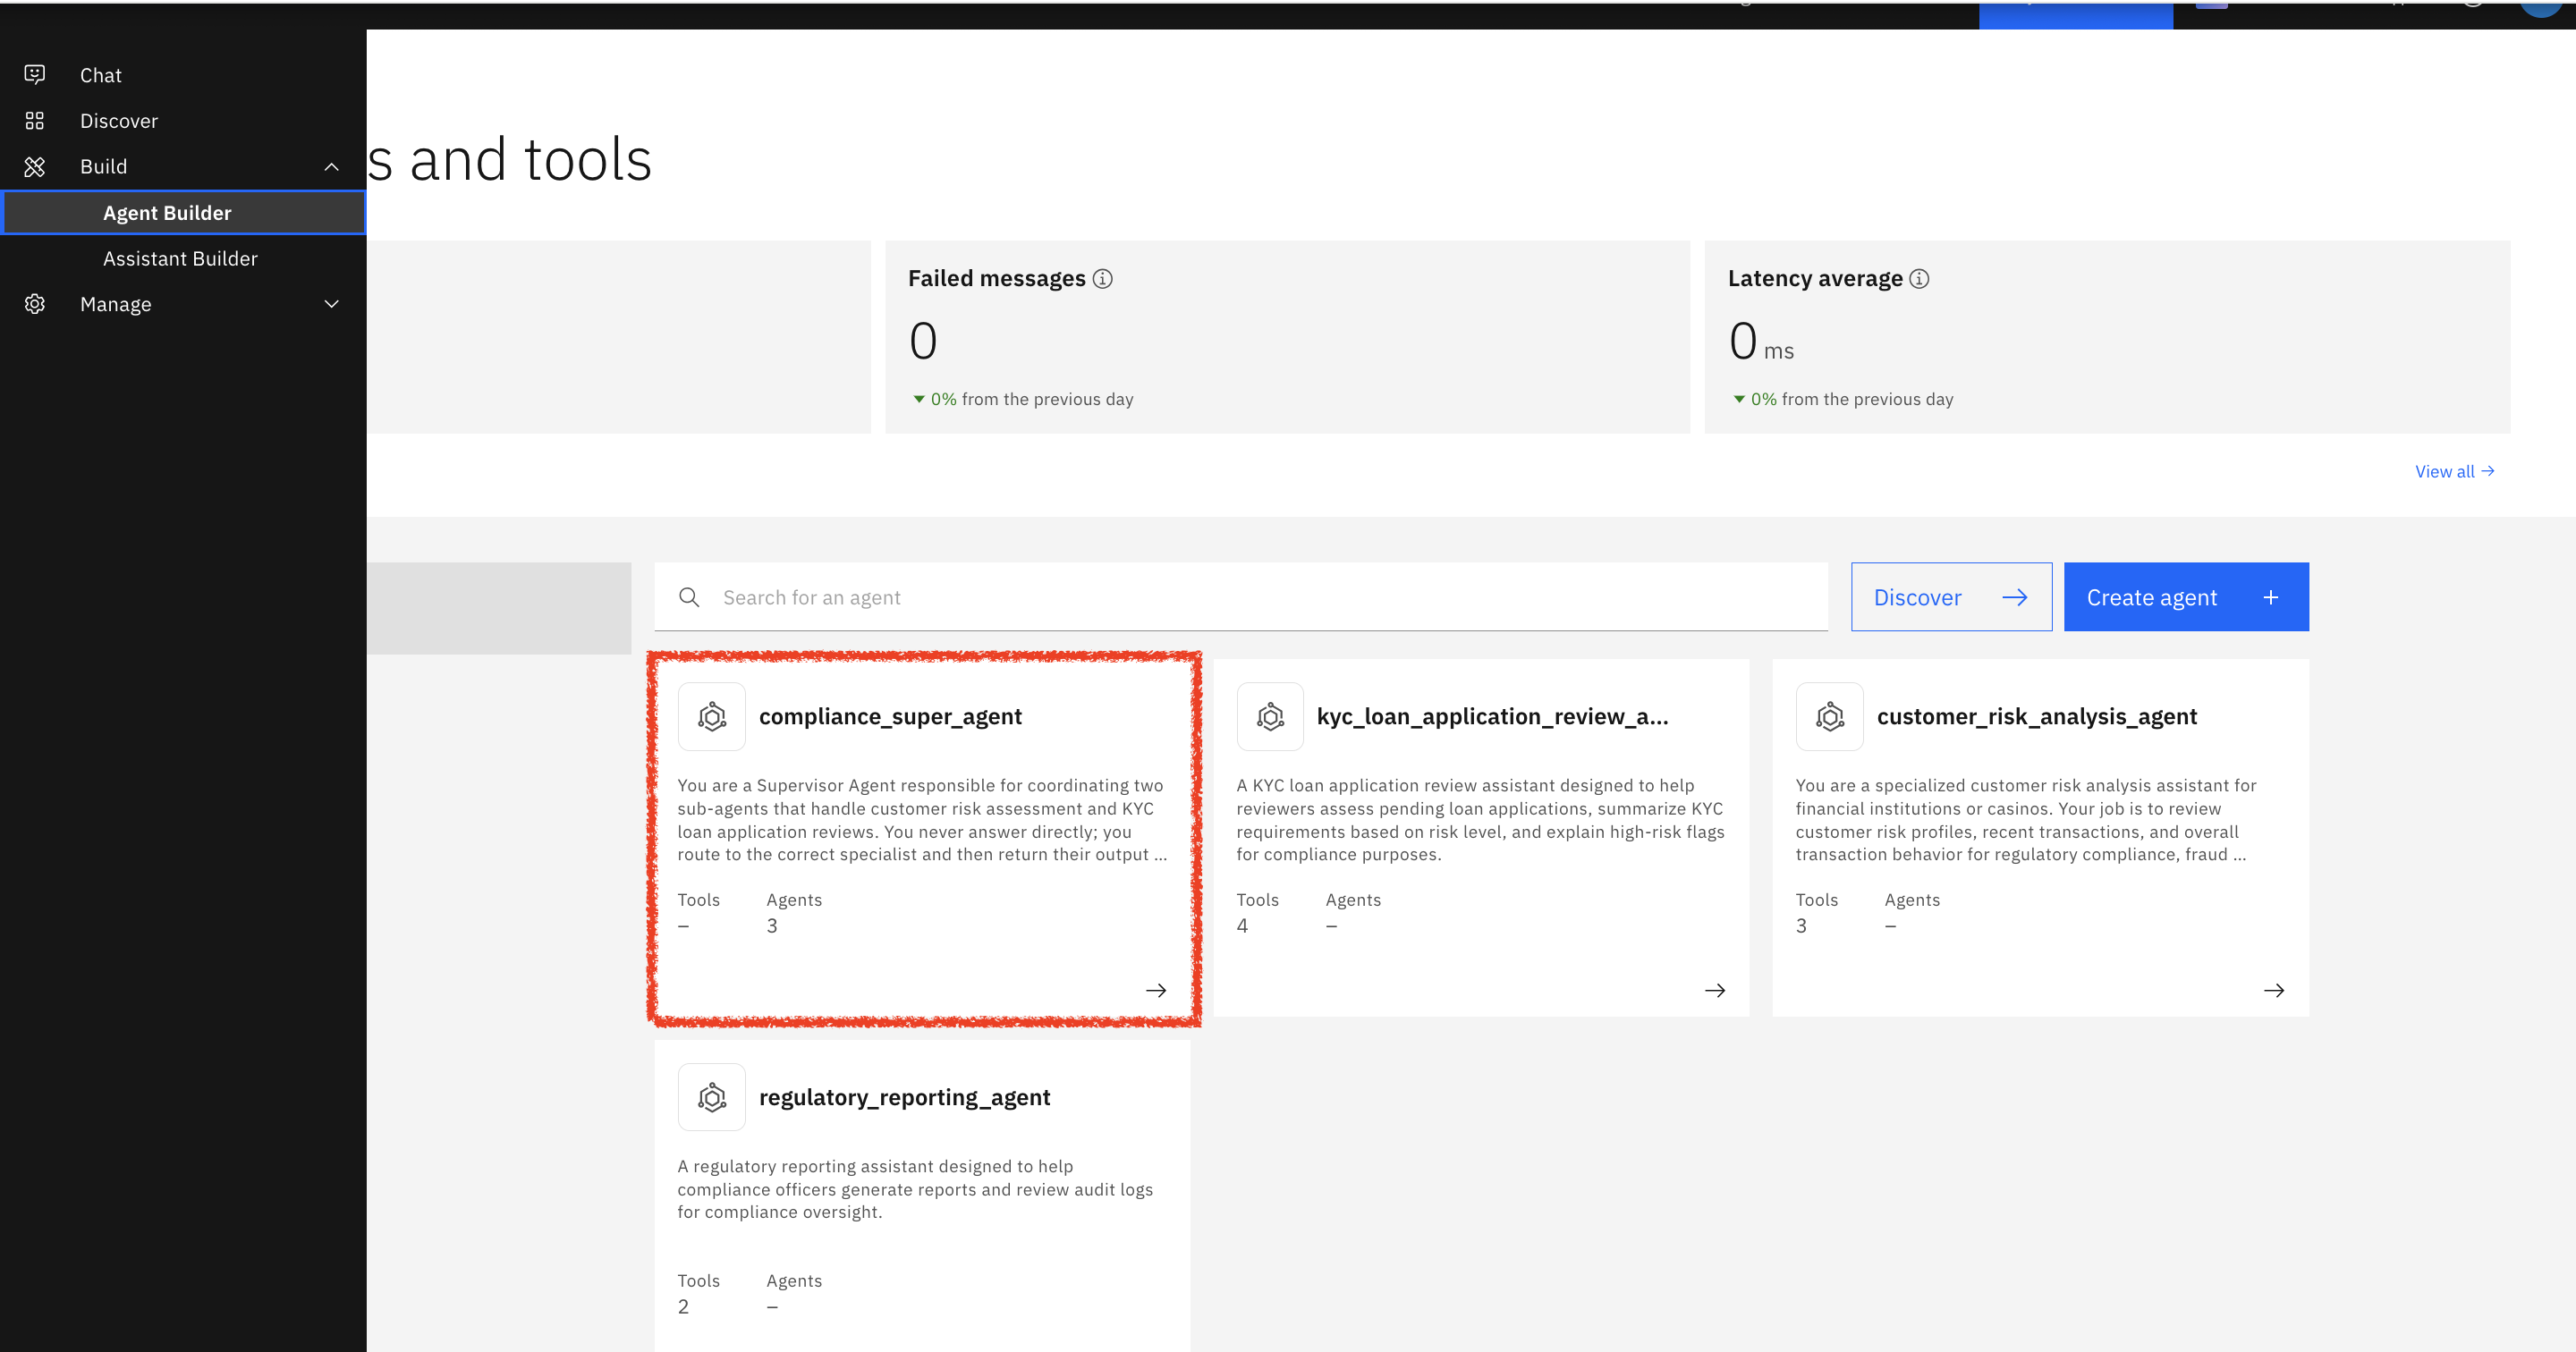 Chat
Discover
Build
Agent Builder
Assistant Builder
Manage
s and tools
Failed messages
0
0% from the previous day
Latency average
0 ms
0% from the previous day
View all
Search for an agent
Discover
Create agent
compliance_super_agent
You are a Supervisor Agent responsible for coordinating two
sub-agents that handle customer risk assessment and KYC
loan application reviews. You never answer directly; you
route to the correct specialist and then return their output ...
Tools Agents
– 3
kyc_loan_application_review_a...
A KYC loan application review assistant designed to help
reviewers assess pending loan applications, summarize KYC
requirements based on risk level, and explain high-risk flags
for compliance purposes.
Tools Agents
4 –
customer_risk_analysis_agent
You are a specialized customer risk analysis assistant for
financial institutions or casinos. Your job is to review
customer risk profiles, recent transactions, and overall
transaction behavior for regulatory compliance, fraud ...
Tools Agents
3 –
regulatory_reporting_agent
A regulatory reporting assistant designed to help
compliance officers generate reports and review audit logs
for compliance oversight.
Tools Agents
2 –